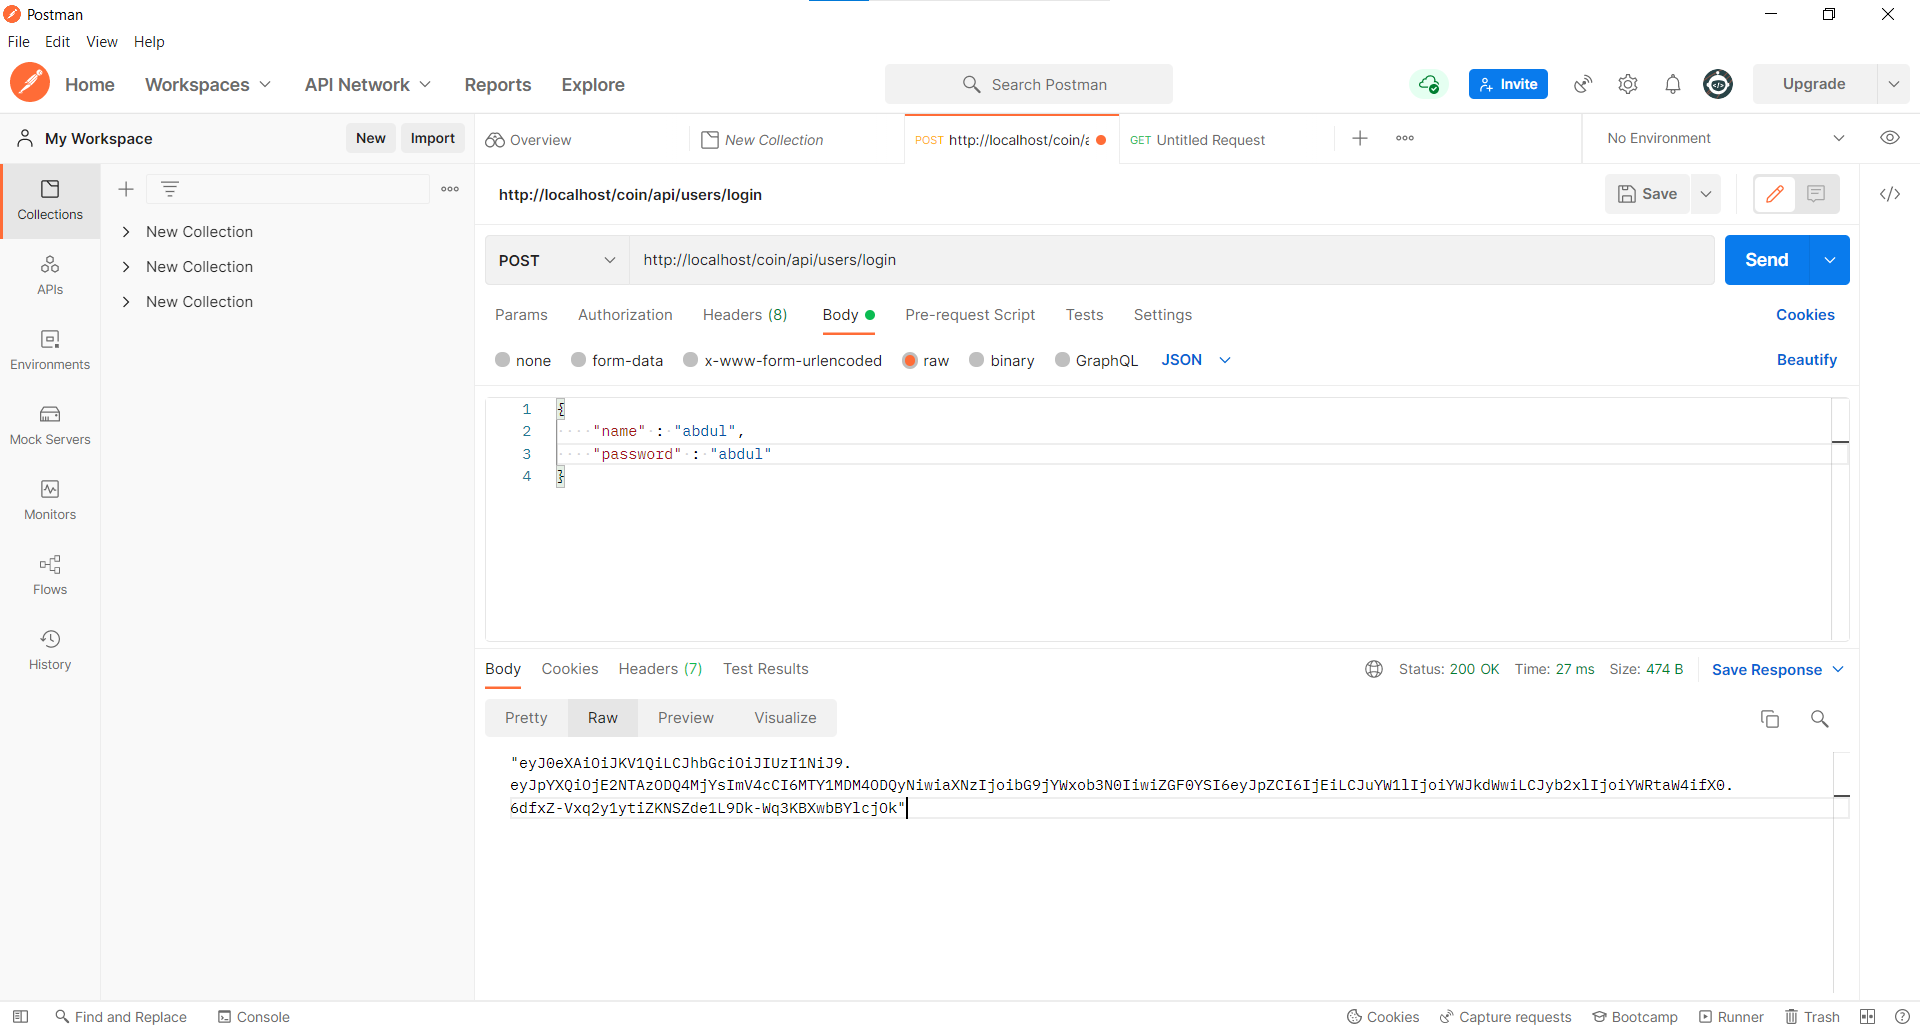 Postman
File Edit View Help
Home Workspaces API Network Reports Explore Search Postman Invite Upgrade
My Workspace New Import Overview New Collection POST http://localhost/coin/a GET Untitled Request No Environment
Collections
APIs
Environments
Mock Servers
Monitors
Flows
History
New Collection
New Collection
New Collection
http://localhost/coin/api/users/login Save
POST http://localhost/coin/api/users/login Send
Params Authorization Headers (8) Body Pre-request Script Tests Settings Cookies
none form-data x-www-form-urlencoded raw binary GraphQL JSON Beautify
1 {
2 "name" : "abdul",
3 "password" : "abdul"
4 }
Body Cookies Headers (7) Test Results Status: 200 OK Time: 27 ms Size: 474 B Save Response
Pretty Raw Preview Visualize
"eyJ0eXAiOiJKV1QiLCJhbGciOiJIUzI1NiJ9.
eyJpYXQiOjE2NTAzODQ4MjYsImV4cCI6MTY1MDM4ODQyNiwiaXNzIjoibG9jYWxob3N0IiwiZGF0YSI6eyJpZCI6IjEiLCJuYW1lIjoiYWJkdWwiLCJyb2xlIjoiYWRtaW4ifX0.
6dfxZ-Vxq2y1ytiZKNSZde1L9Dk-Wq3KBXwbBYlcjOk"
Find and Replace Console Cookies Capture requests Bootcamp Runner Trash